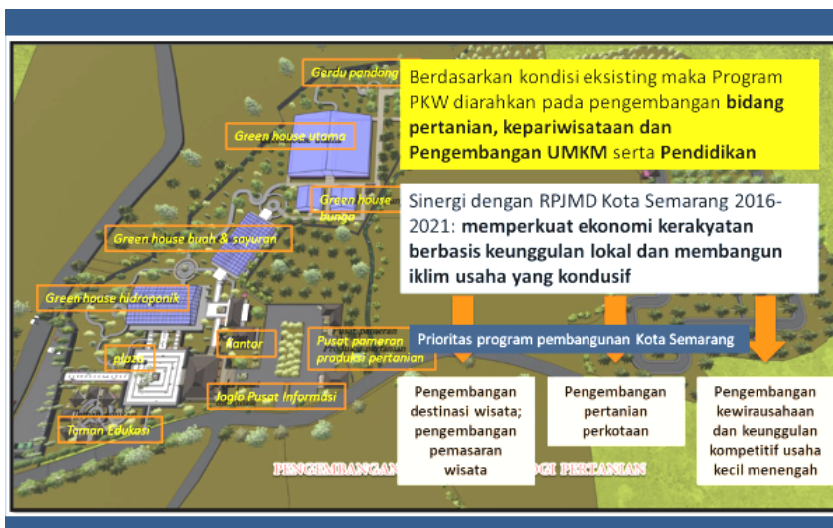 Gerdu pandang
Green house utama
Green house
bunga
Green house buah & sayuran
Green house hidroponik
kantor
Pusat pameran
produksi pertanian
plaza
Joglo Pusat Informasi
Taman Edukasi
Berdasarkan kondisi eksisting maka Program
PKW diarahkan pada pengembangan bidang
pertanian, kepariwisataan dan
Pengembangan UMKM serta Pendidikan
Sinergi dengan RPJMD Kota Semarang 2016-
2021: memperkuat ekonomi kerakyatan
berbasis keunggulan lokal dan membangun
iklim usaha yang kondusif
Prioritas program pembangunan Kota Semarang
Pengembangan
destinasi wisata;
pengembangan
pemasaran
wisata
Pengembangan
pertanian
perkotaan
Pengembangan
kewirausahaan
dan keunggulan
kompetitif usaha
kecil menengah
PENGEMBANGAN
OGI PERTANIAN